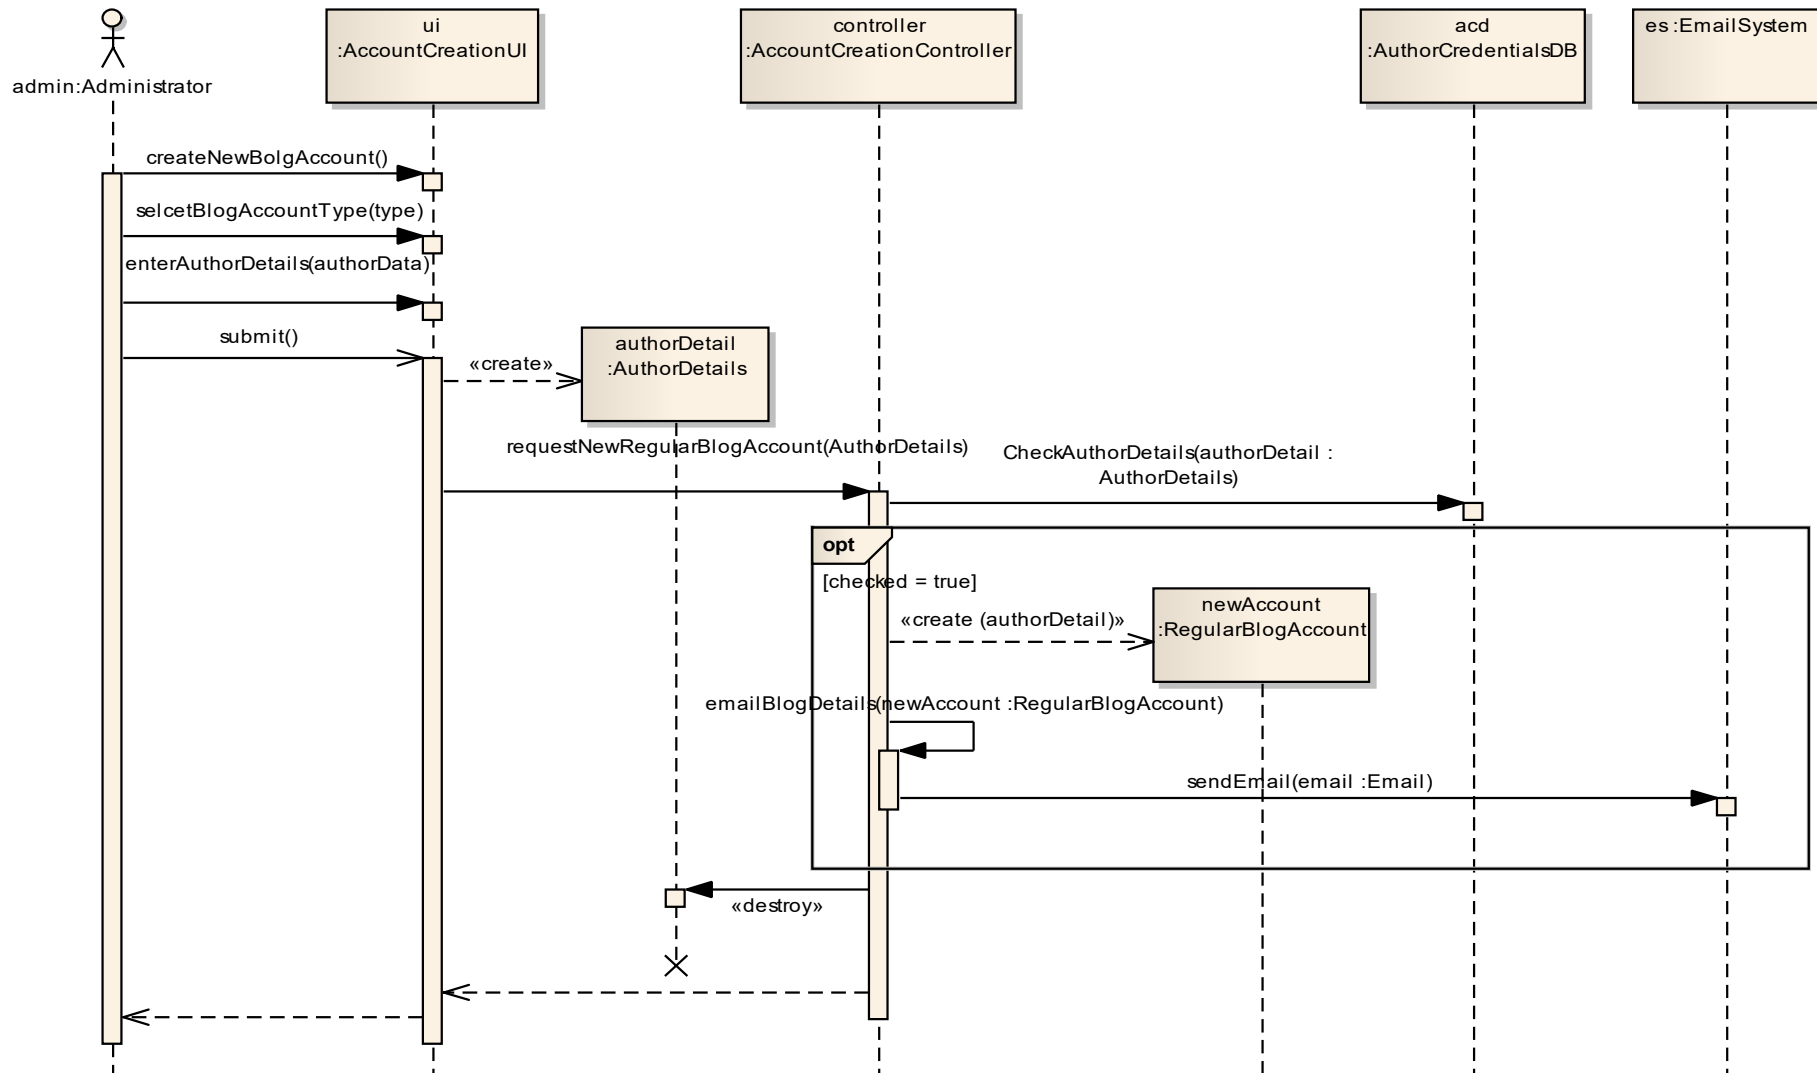 ui
:AccountCreationUI
controller
:AccountCreationController
acd
:AuthorCredentialsDB
es :EmailSystem
admin:Administrator
createNewBolgAccount()
selcetBlogAccountType(type)
enterAuthorDetails(authorData)
submit()
«create»
authorDetail
:AuthorDetails
requestNewRegularBlogAccount(AuthorDetails)
CheckAuthorDetails(authorDetail :
AuthorDetails)
opt
[checked = true]
«create (authorDetail)»
newAccount
:RegularBlogAccount
emailBlogDetails(newAccount :RegularBlogAccount)
sendEmail(email :Email)
«destroy»